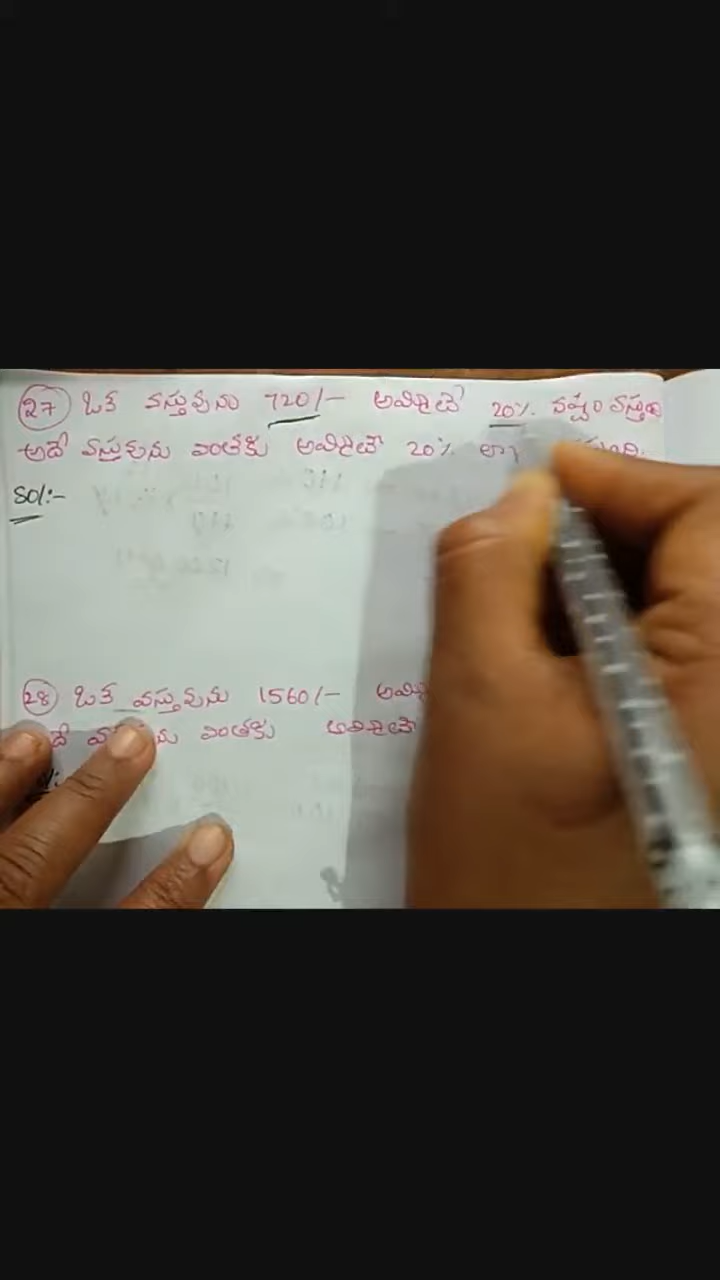 27 ఒక వస్తువును 720/- అమ్మితే 20% నష్టం వస్తుంది
అదే వస్తువును ఎంతకు అమ్మితే 20%
Sol:-
28 ఒక వస్తువును 1560/-
ఎంతకు అమ్మితే